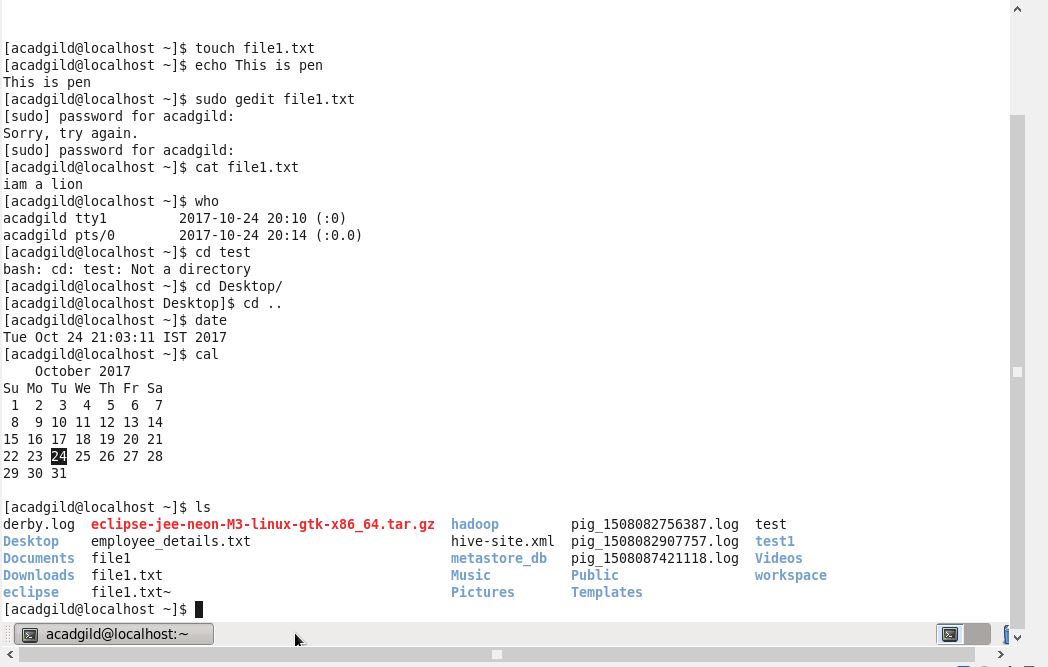 [acadgild@localhost ~]$ touch file1.txt
[acadgild@localhost ~]$ echo This is pen
This is pen
[acadgild@localhost ~]$ sudo gedit file1.txt
[sudo] password for acadgild:
Sorry, try again.
[sudo] password for acadgild:
[acadgild@localhost ~]$ cat file1.txt
iam a lion
[acadgild@localhost ~]$ who
acadgild tty1         2017-10-24 20:10 (:0)
acadgild pts/0        2017-10-24 20:14 (:0.0)
[acadgild@localhost ~]$ cd test
bash: cd: test: Not a directory
[acadgild@localhost ~]$ cd Desktop/
[acadgild@localhost Desktop]$ cd ..
[acadgild@localhost ~]$ date
Tue Oct 24 21:03:11 IST 2017
[acadgild@localhost ~]$ cal
    October 2017
Su Mo Tu We Th Fr Sa
 1  2  3  4  5  6  7
 8  9 10 11 12 13 14
15 16 17 18 19 20 21
22 23 24 25 26 27 28
29 30 31
[acadgild@localhost ~]$ ls
derby.log  eclipse-jee-neon-M3-linux-gtk-x86_64.tar.gz  hadoop         pig_1508082756387.log  test
Desktop    employee_details.txt                         hive-site.xml  pig_1508082907757.log  test1
Documents  file1                                        metastore_db   pig_1508087421118.log  Videos
Downloads  file1.txt                                    Music          Public                 workspace
eclipse    file1.txt~                                   Pictures       Templates
[acadgild@localhost ~]$
acadgild@localhost:~